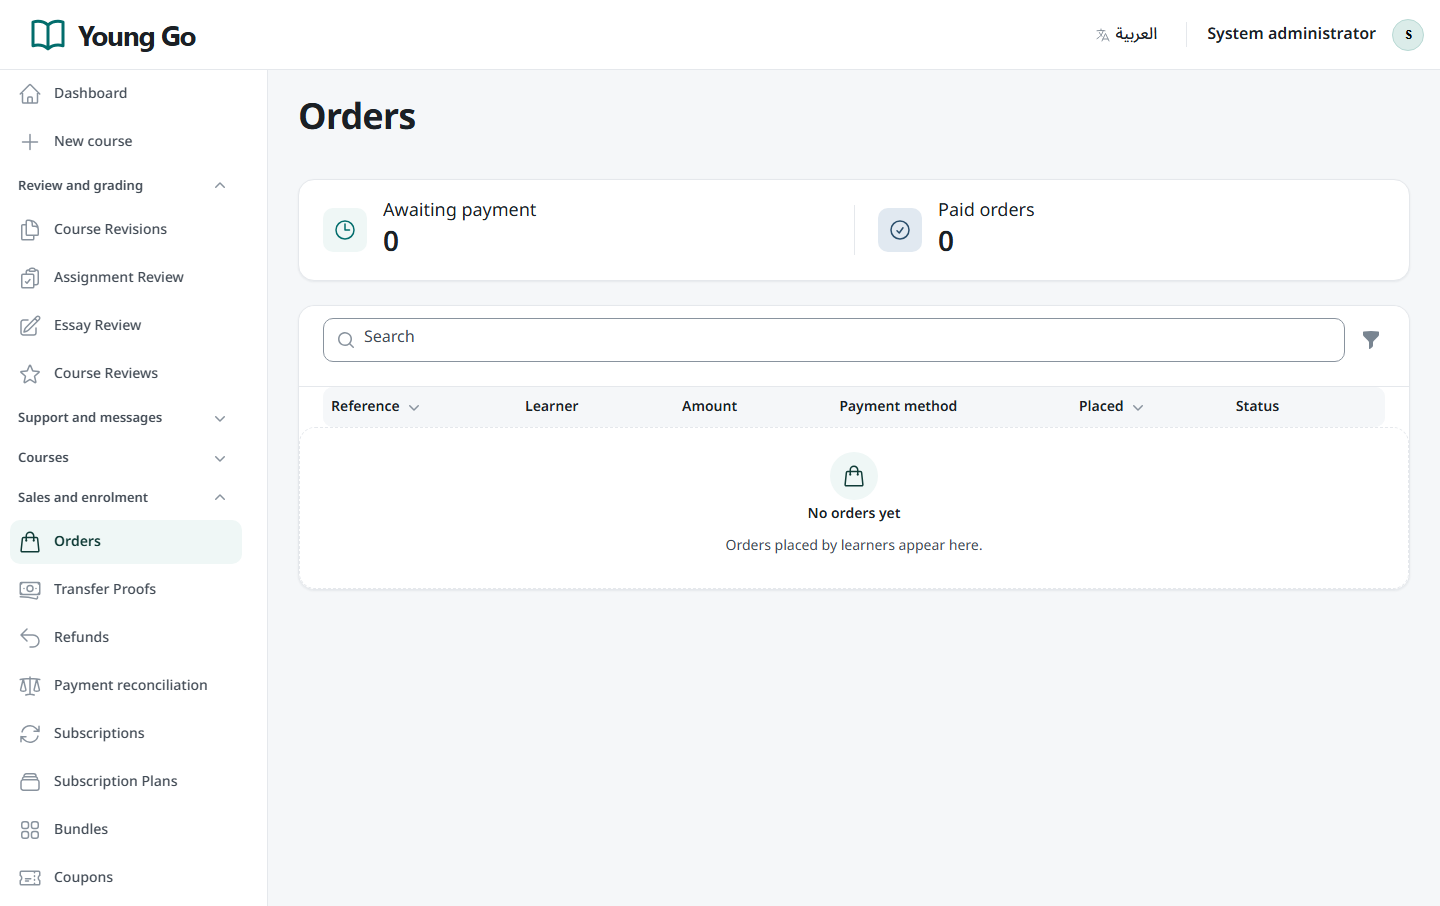 Young Go
العربية
System administrator
S
Dashboard
New course
Review and grading
Course Revisions
Assignment Review
Essay Review
Course Reviews
Support and messages
Courses
Sales and enrolment
Orders
Transfer Proofs
Refunds
Payment reconciliation
Subscriptions
Subscription Plans
Bundles
Coupons
Orders
Awaiting payment
0
Paid orders
0
Search
Reference Learner Amount Payment method Placed Status
No orders yet
Orders placed by learners appear here.